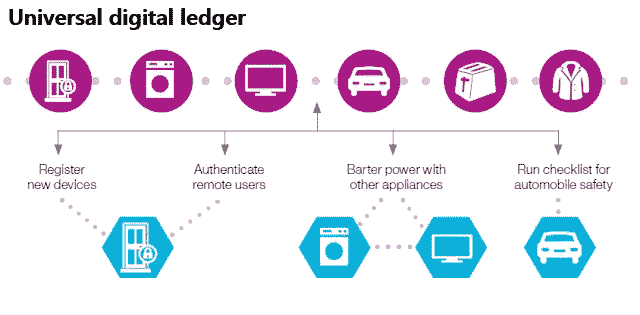 Universal digital ledger
Register
new devices
Authenticate
remote users
Barter power with
other appliances
Run checklist for
automobile safety